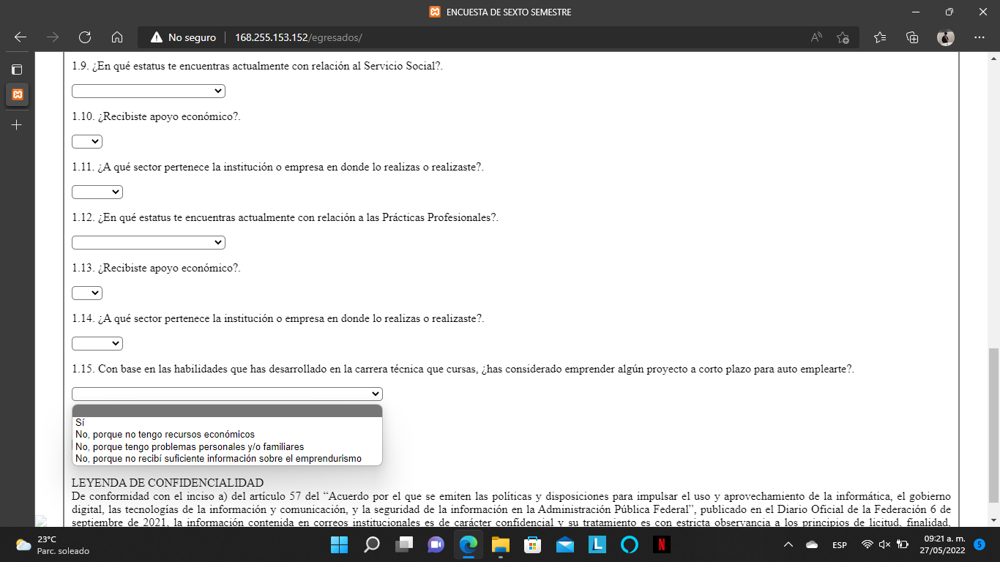 ENCUESTA DE SEXTO SEMESTRE
No seguro
168.255.153.152/egresados/
1.9. ¿En qué estatus te encuentras actualmente con relación al Servicio Social?.
1.10. ¿Recibiste apoyo económico?.
1.11. ¿A qué sector pertenece la institución o empresa en donde lo realizas o realizaste?.
1.12. ¿En qué estatus te encuentras actualmente con relación a las Prácticas Profesionales?.
1.13. ¿Recibiste apoyo económico?.
1.14. ¿A qué sector pertenece la institución o empresa en donde lo realizas o realizaste?.
1.15. Con base en las habilidades que has desarrollado en la carrera técnica que cursas, ¿has considerado emprender algún proyecto a corto plazo para auto emplearte?.
Sí
No, porque no tengo recursos económicos
No, porque tengo problemas personales y/o familiares
No, porque no recibí suficiente información sobre el emprendurismo
LEYENDA DE CONFIDENCIALIDAD
De conformidad con el inciso a) del artículo 57 del “Acuerdo por el que se emiten las políticas y disposiciones para impulsar el uso y aprovechamiento de la informática, el gobierno
digital, las tecnologías de la información y comunicación, y la seguridad de la información en la Administración Pública Federal”, publicado en el Diario Oficial de la Federación 6 de
septiembre de 2021, la información contenida en correos institucionales es de carácter confidencial y su tratamiento es con estricta observancia a los principios de licitud, finalidad,
23°C
Parc. soleado
L
N
ESP
09:21 a. m.
27/05/2022
5